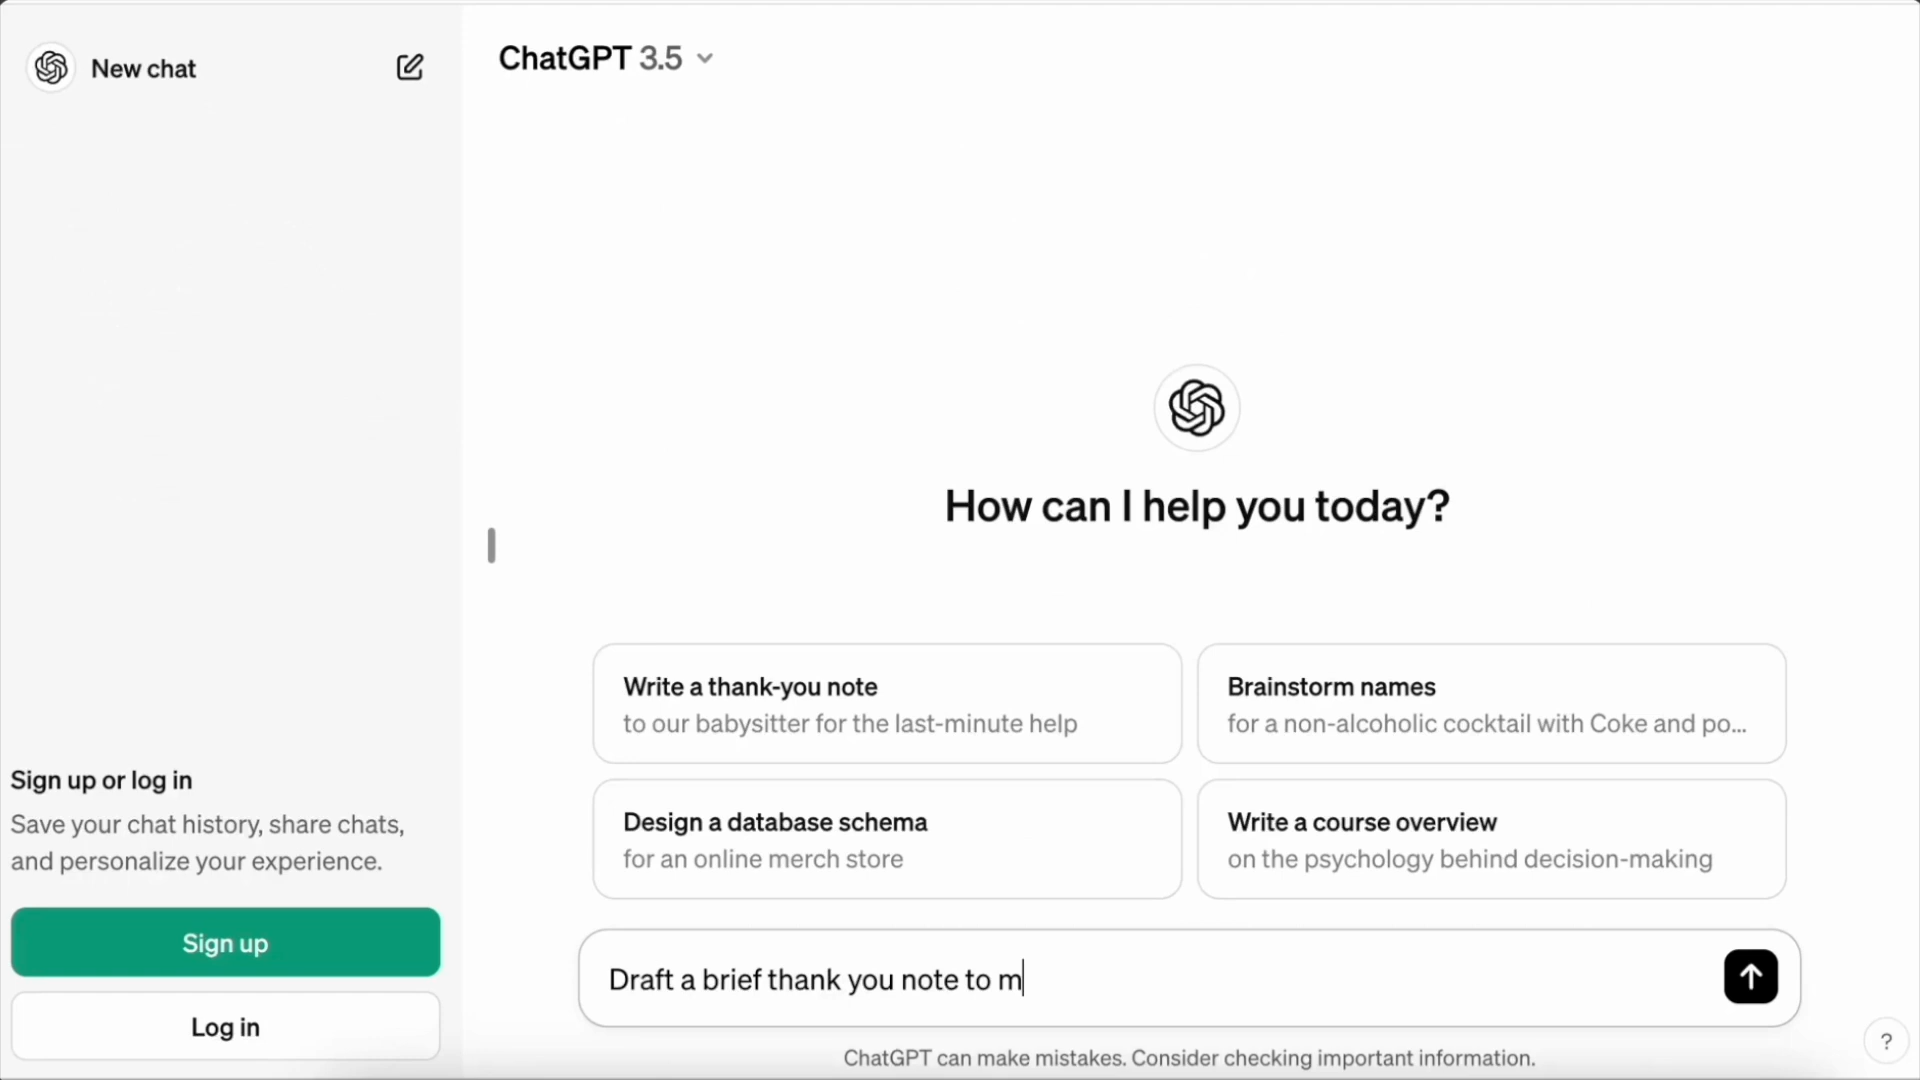 New chat
ChatGPT 3.5
How can I help you today?
Write a thank-you note
to our babysitter for the last-minute help
Brainstorm names
for a non-alcoholic cocktail with Coke and po...
Design a database schema
for an online merch store
Write a course overview
on the psychology behind decision-making
Sign up or log in
Save your chat history, share chats,
and personalize your experience.
Sign up
Log in
Draft a brief thank you note to m
ChatGPT can make mistakes. Consider checking important information.
?